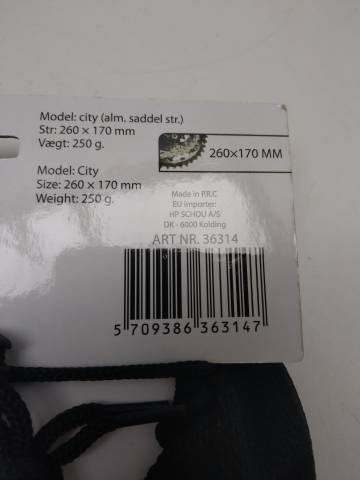 Model: city (alm. saddel str.)
Str: 260 × 170 mm
Vægt: 250 g.
260×170 MM
Model: City
Size: 260 × 170 mm
Weight: 250 g.
Made in P.R.C
EU importer:
HP SCHOU A/S
DK - 6000 Kolding
ART NR. 36314
5 709386 363147